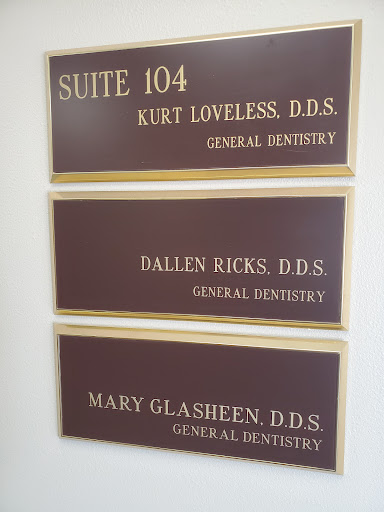 SUITE 104
KURT LOVELESS, D.D.S.
GENERAL DENTISTRY
DALLEN RICKS, D.D.S.
GENERAL DENTISTRY
MARY GLASHEEN, D.D.S.
GENERAL DENTISTRY